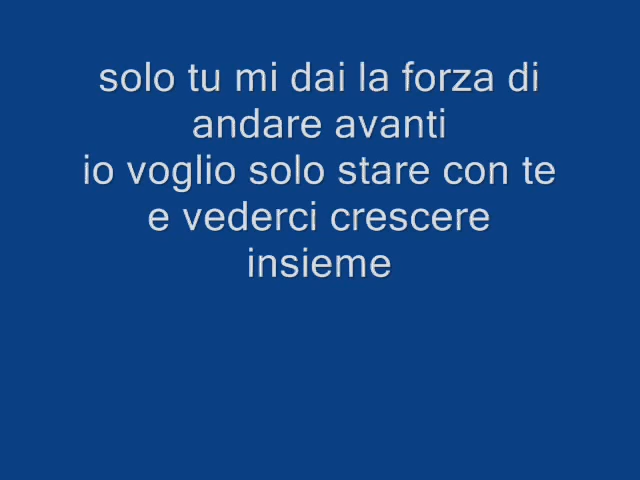 solo tu mi dai la forza di
andare avanti
io voglio solo stare con te
e vederci crescere
insieme